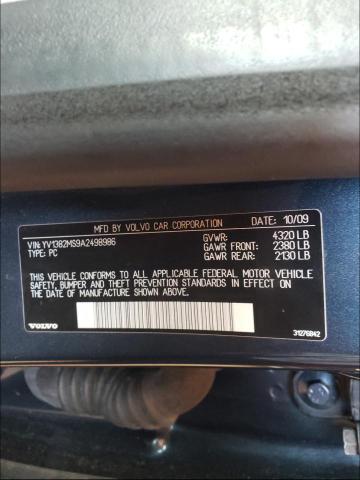 MFD BY VOLVO CAR CORPORATION DATE: 10/09
VIN: YV1382MS9A2498986 GVWR: 4320 LB
TYPE: PC GAWR FRONT: 2380 LB
GAWR REAR: 2130 LB
THIS VEHICLE CONFORMS TO ALL APPLICABLE FEDERAL MOTOR VEHICLE
SAFETY, BUMPER AND THEFT PREVENTION STANDARDS IN EFFECT ON
THE DATE OF MANUFACTURE SHOWN ABOVE.
VOLVO 31276842